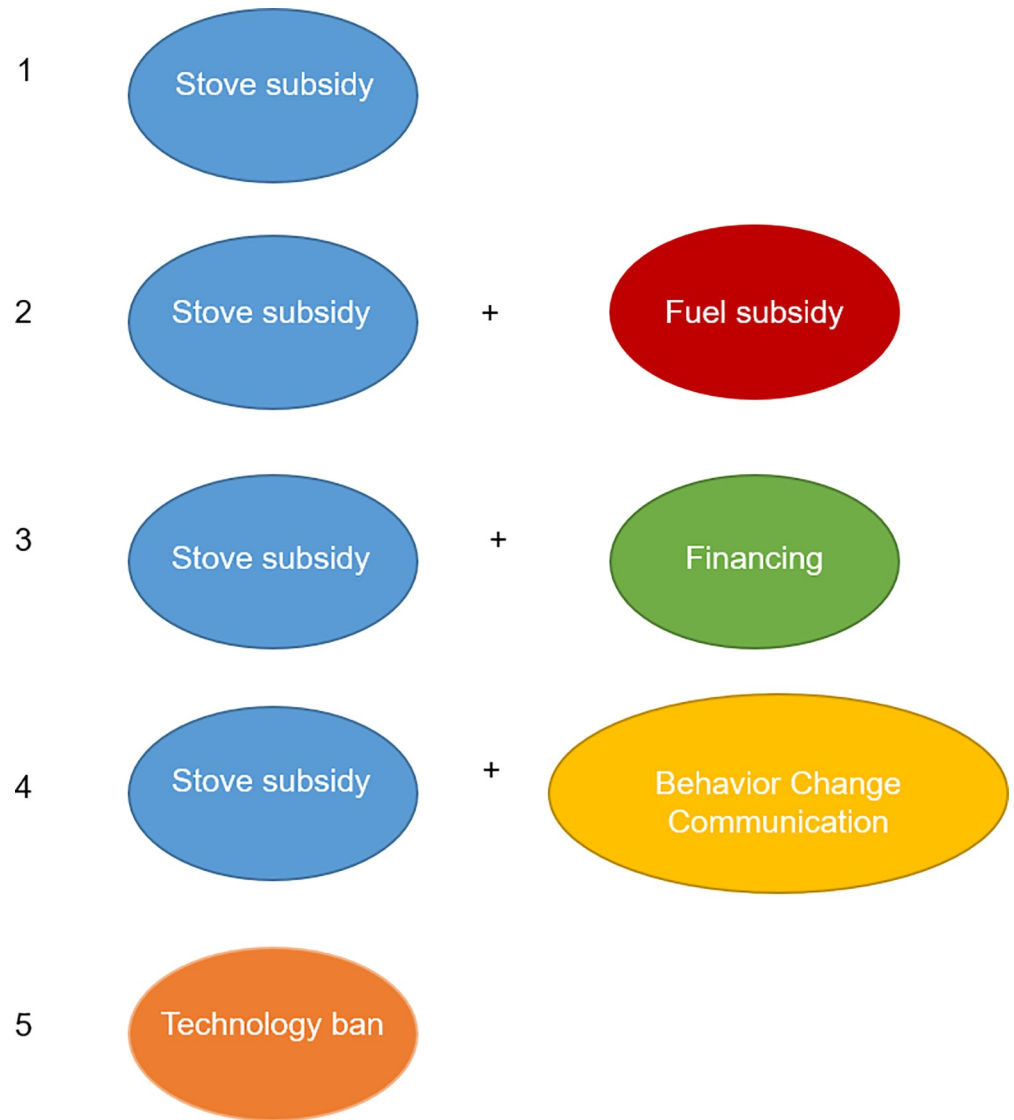 1
Stove subsidy
2
Stove subsidy + Fuel subsidy
3
Stove subsidy + Financing
4
Stove subsidy + Behavior Change
Communication
5
Technology ban